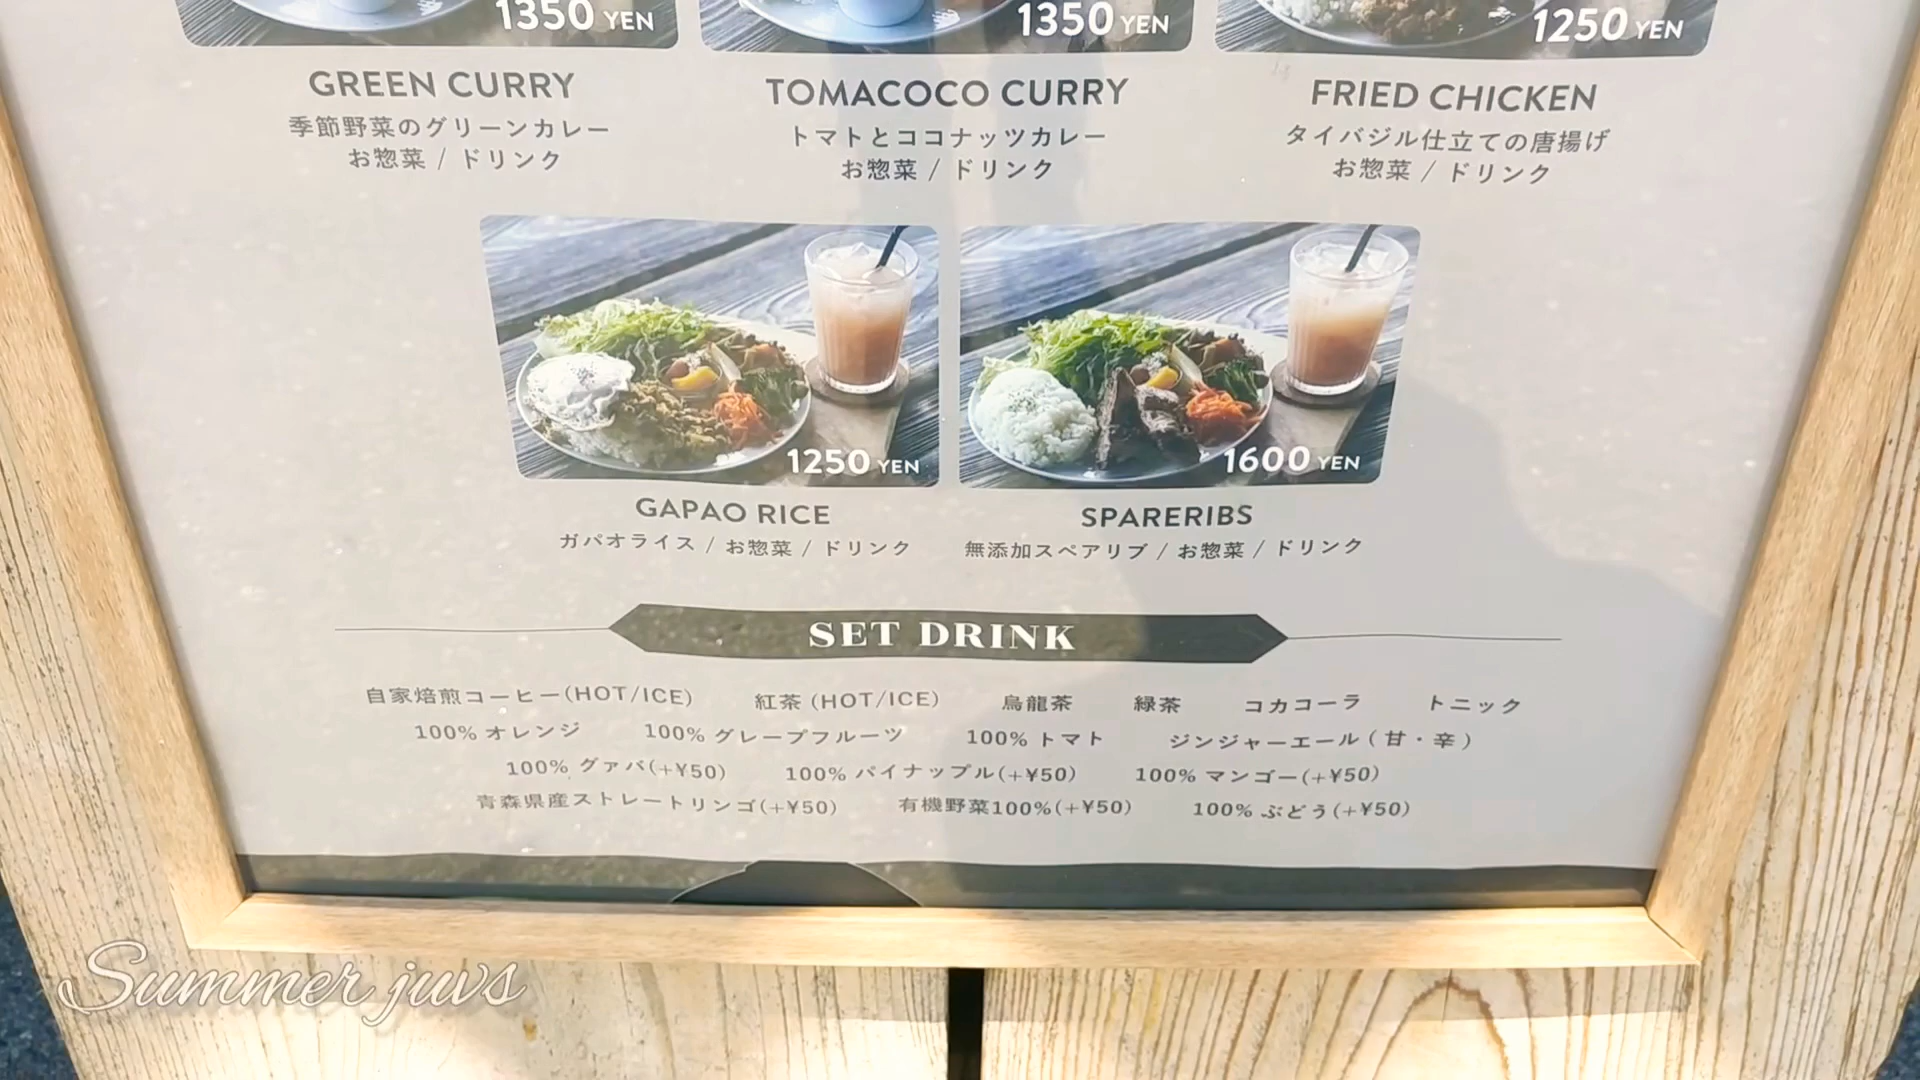 1350 YEN
1350 YEN
1250 YEN
GREEN CURRY
季節野菜のグリーンカレー
お惣菜 / ドリンク
TOMACOCO CURRY
トマトとココナッツカレー
お惣菜 / ドリンク
FRIED CHICKEN
タイバジル仕立ての唐揚げ
お惣菜 / ドリンク
1250 YEN
1600 YEN
GAPAO RICE
ガパオライス / お惣菜 / ドリンク
SPARERIBS
無添加スペアリブ / お惣菜 / ドリンク
SET DRINK
自家焙煎コーヒー(HOT/ICE) 紅茶 (HOT/ICE) 烏龍茶 緑茶 コカコーラ トニック
100% オレンジ 100% グレープフルーツ 100% トマト ジンジャーエール ( 甘・辛 )
100% グァバ(+¥50) 100% パイナップル(+¥50) 100% マンゴー(+¥50)
青森県産ストレートリンゴ(+¥50) 有機野菜100%(+¥50) 100% ぶどう(+¥50)
Summer juvs